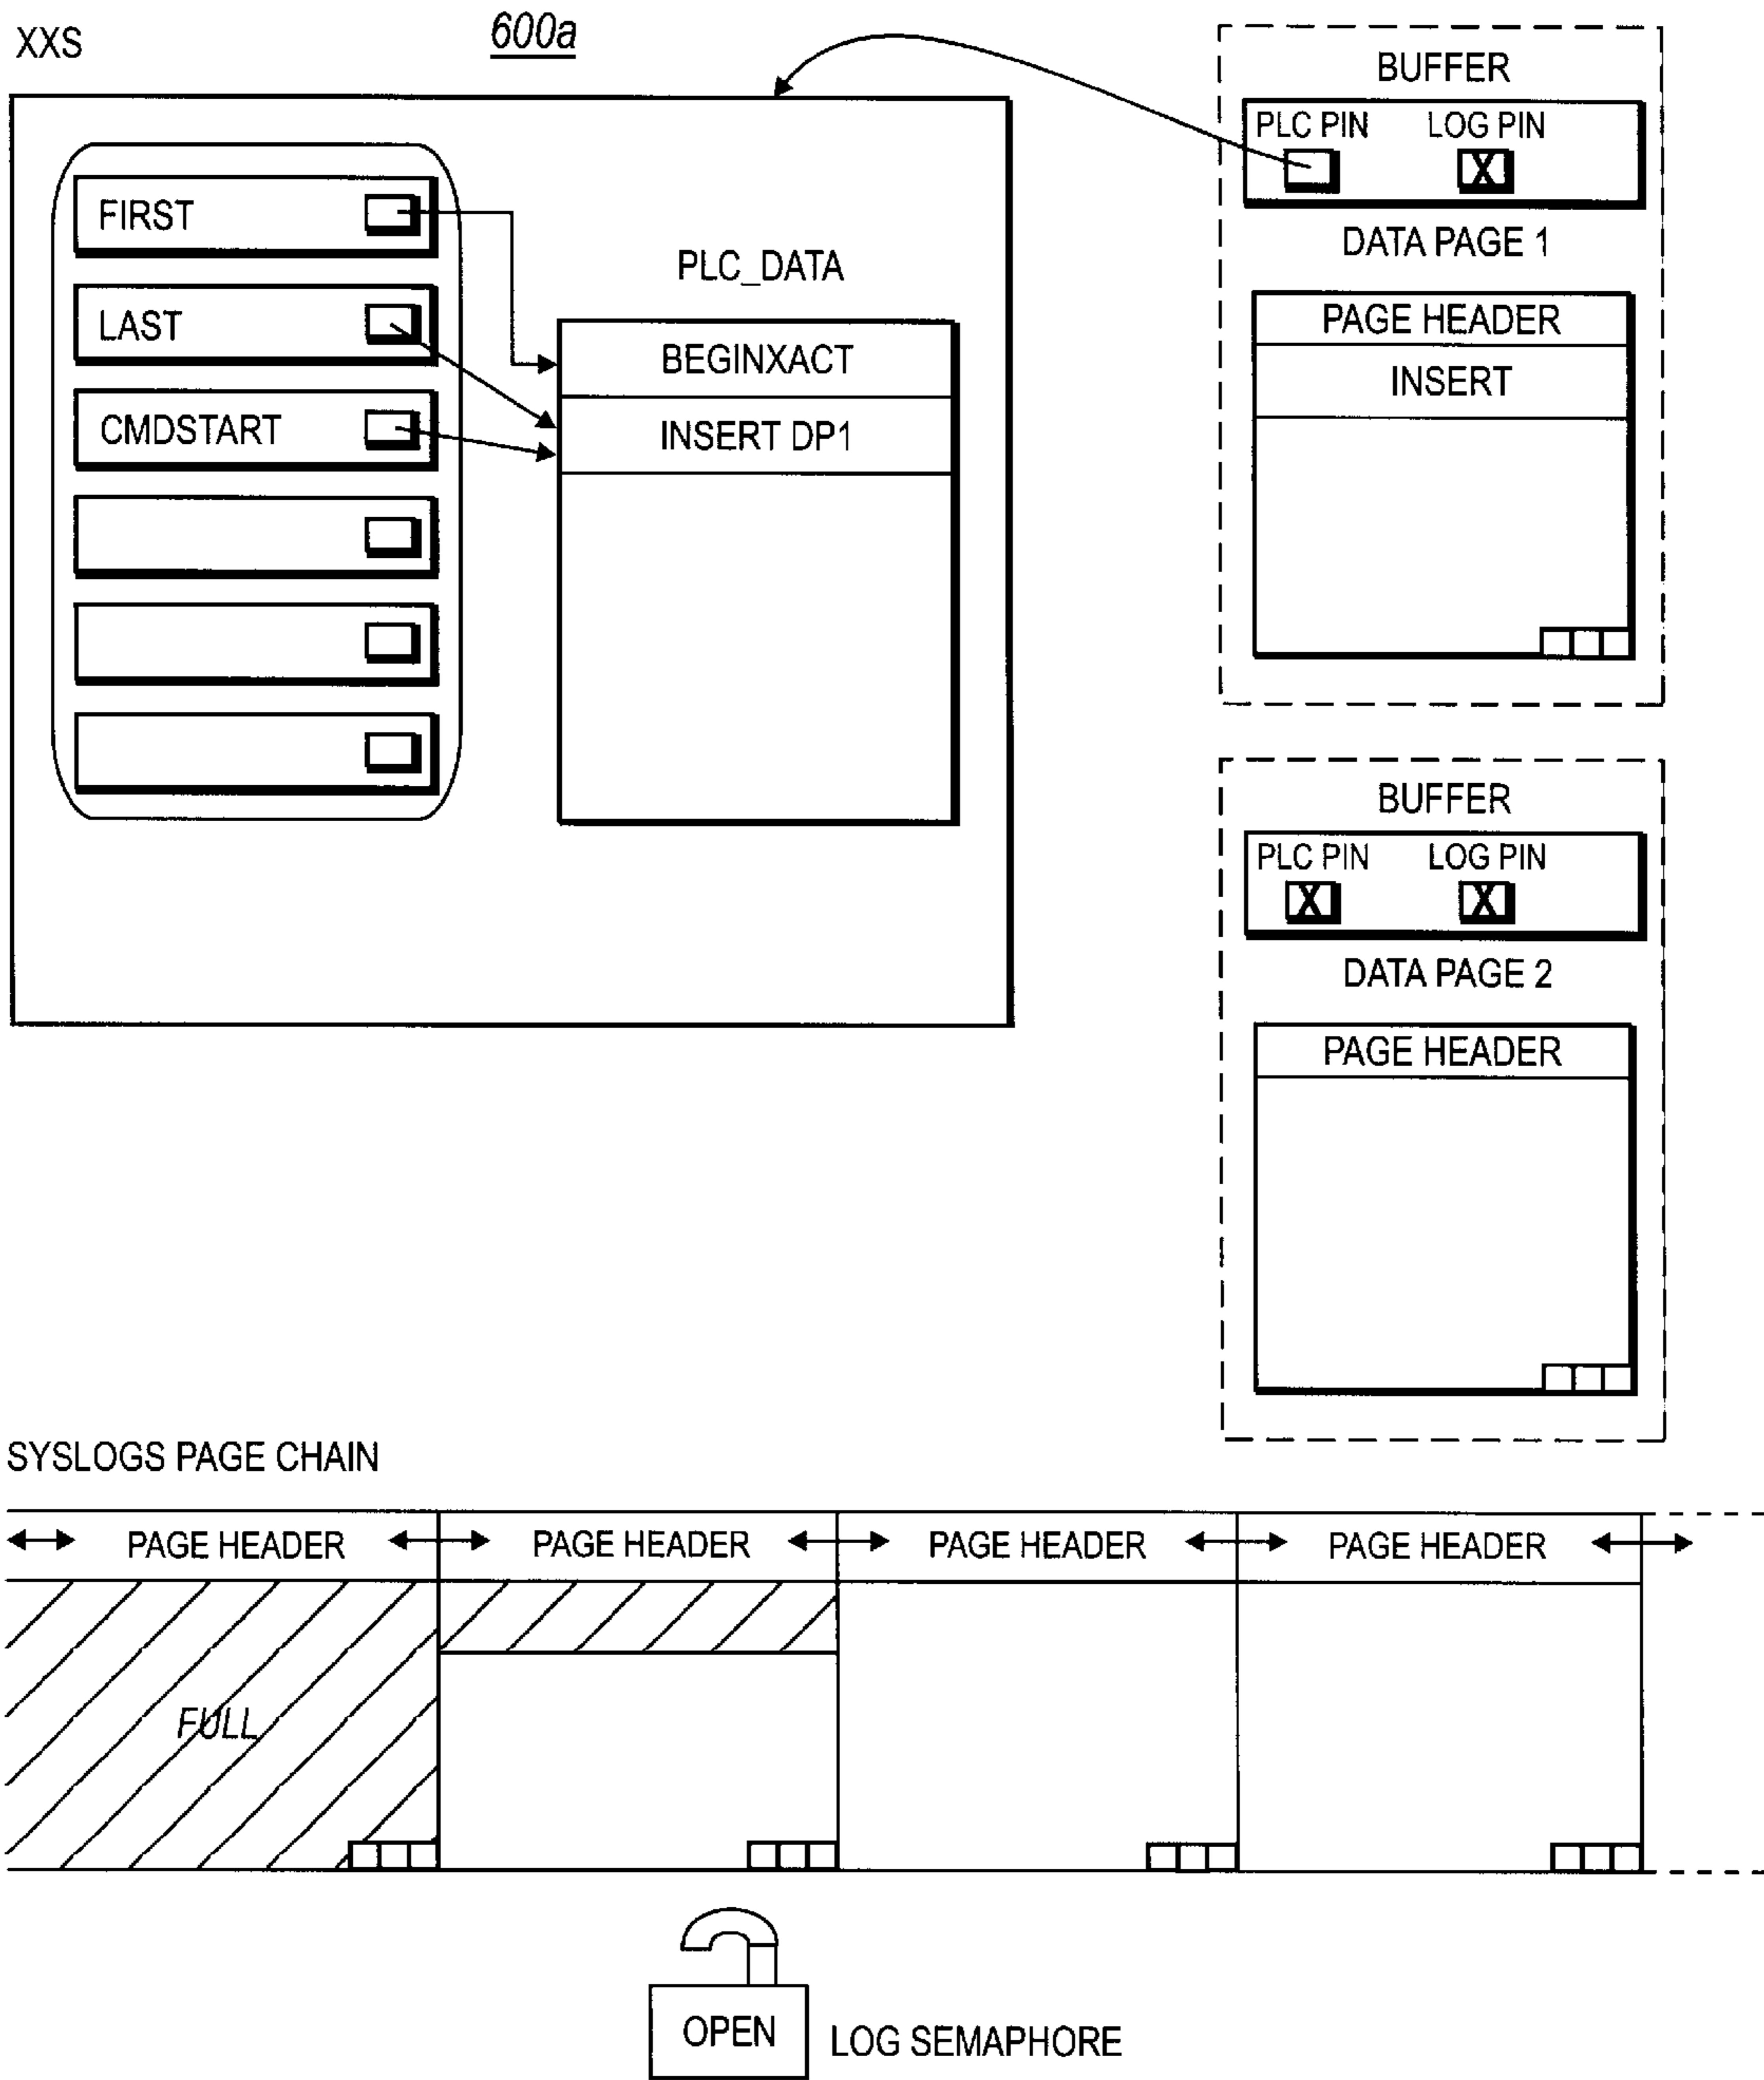 XXS
600a
FIRST
LAST
CMDSTART
PLC_DATA
BEGINXACT
INSERT DP1
BUFFER
PLC PIN LOG PIN
X
DATA PAGE 1
PAGE HEADER
INSERT
BUFFER
PLC PIN LOG PIN
X X
DATA PAGE 2
PAGE HEADER
SYSLOGS PAGE CHAIN
PAGE HEADER PAGE HEADER PAGE HEADER PAGE HEADER
FULL
OPEN
LOG SEMAPHORE